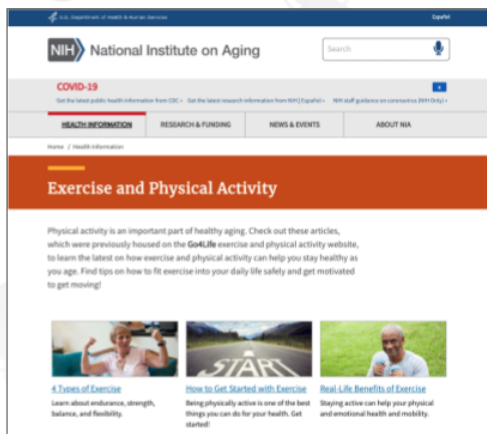 U.S. Department of Health & Human Services
Español
NIH National Institute on Aging
Search
COVID-19
Get the latest public health information from CDC » Get the latest research information from NIH | Español » NIH staff guidance on coronavirus (NIH Only) »
HEALTH INFORMATION RESEARCH & FUNDING NEWS & EVENTS ABOUT NIA
Home / Health Information
Exercise and Physical Activity
Physical activity is an important part of healthy aging. Check out these articles,
which were previously housed on the Go4Life exercise and physical activity website,
to learn the latest on how exercise and physical activity can help you stay healthy as
you age. Find tips on how to fit exercise into your daily life safely and get motivated
to get moving!
START
4 Types of Exercise
Learn about endurance, strength,
balance, and flexibility.
How to Get Started with Exercise
Being physically active is one of the best
things you can do for your health. Get
started!
Real-Life Benefits of Exercise
Staying active can help your physical
and emotional health and mobility.